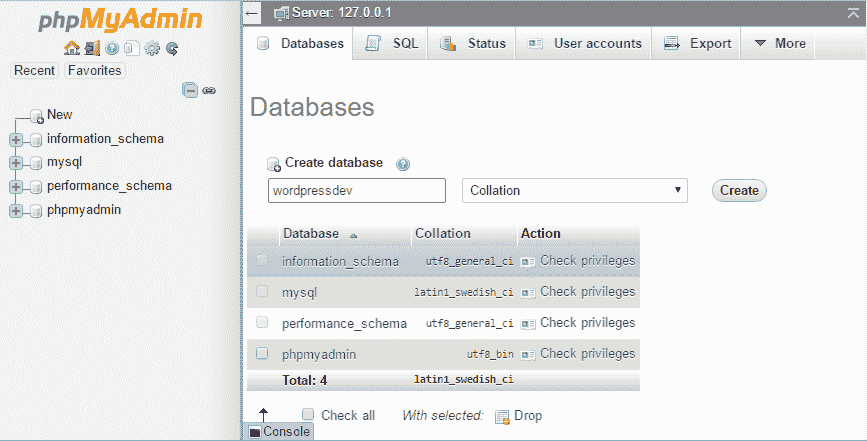 phpMyAdmin
Recent Favorites
New
information_schema
mysql
performance_schema
phpmyadmin
Server: 127.0.0.1
Databases SQL Status User accounts Export More
Databases
Create database
wordpressdev Collation Create
Database Collation Action
information_schema utf8_general_ci Check privileges
mysql latin1_swedish_ci Check privileges
performance_schema utf8_general_ci Check privileges
phpmyadmin utf8_bin Check privileges
Total: 4 latin1_swedish_ci
Check all With selected: Drop
Console